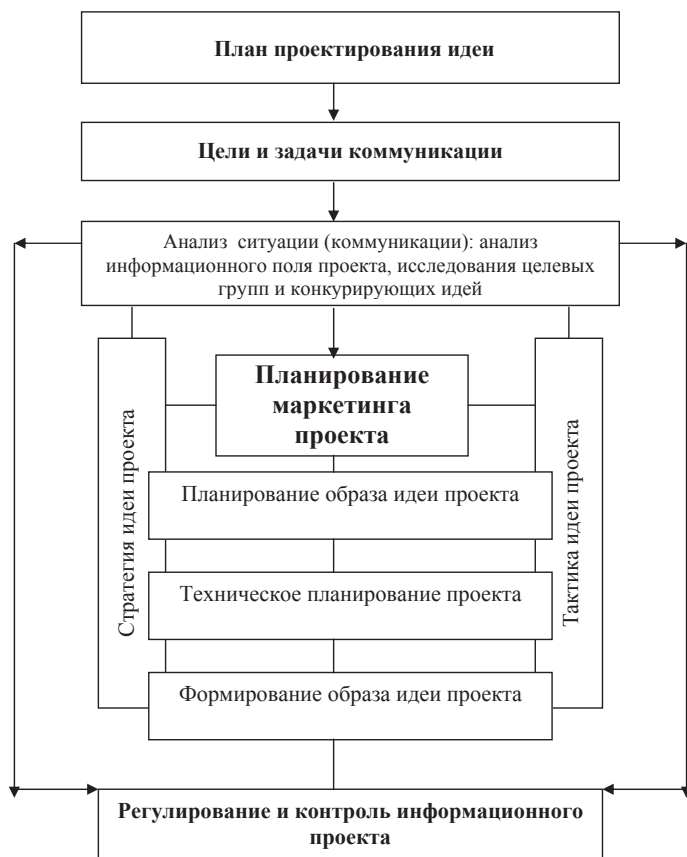 План проектирования идеи
Цели и задачи коммуникации
Анализ ситуации (коммуникации): анализ
информационного поля проекта, исследования целевых
групп и конкурирующих идей
Стратегия идеи проекта
Планирование
маркетинга
проекта
Тактика идеи проекта
Планирование образа идеи проекта
Техническое планирование проекта
Формирование образа идеи проекта
Регулирование и контроль информационного
проекта